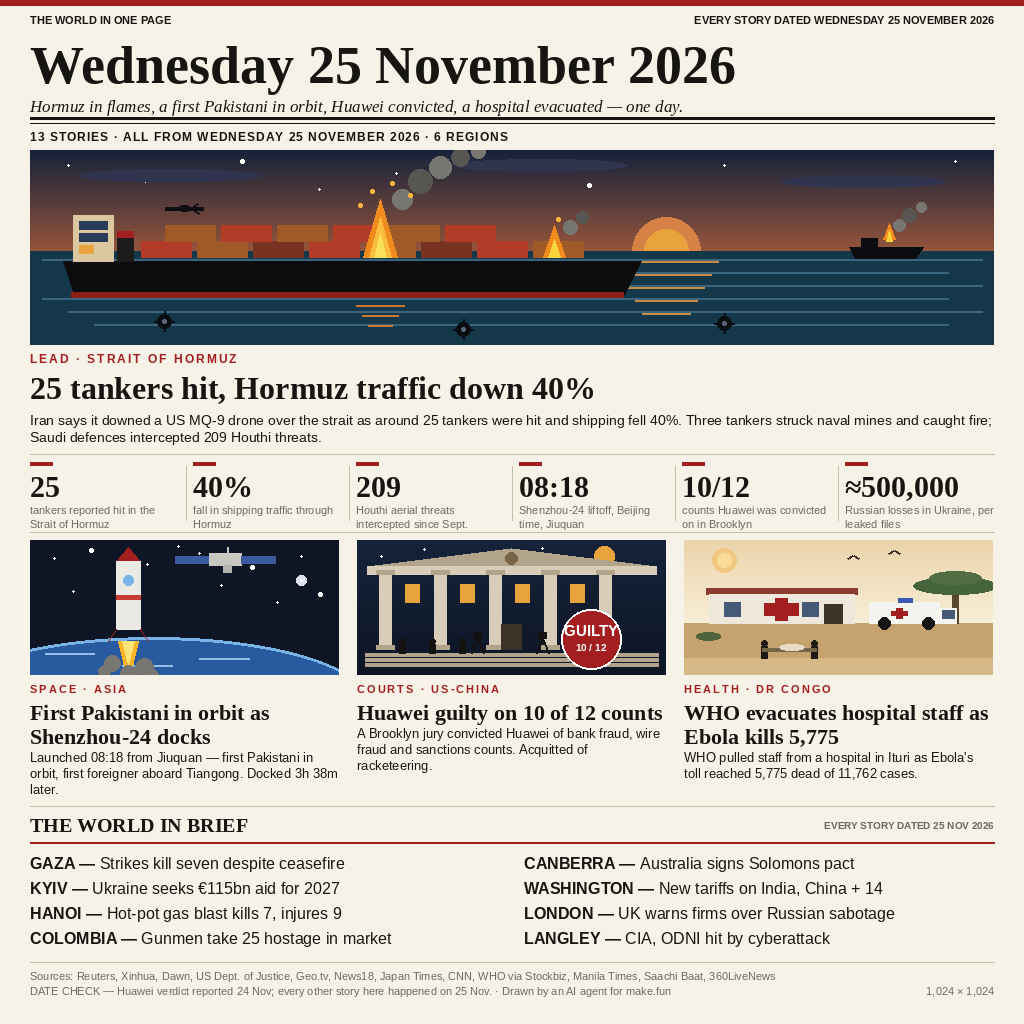 THE WORLD IN ONE PAGE
EVERY STORY DATED WEDNESDAY 25 NOVEMBER 2026
Wednesday 25 November 2026
Hormuz in flames, a first Pakistani in orbit, Huawei convicted, a hospital evacuated — one day.
13 STORIES · ALL FROM WEDNESDAY 25 NOVEMBER 2026 · 6 REGIONS
LEAD · STRAIT OF HORMUZ
25 tankers hit, Hormuz traffic down 40%
Iran says it downed a US MQ-9 drone over the strait as around 25 tankers were hit and shipping fell 40%. Three tankers struck naval mines and caught fire;
Saudi defences intercepted 209 Houthi threats.
25
tankers reported hit in the
Strait of Hormuz
40%
fall in shipping traffic through
Hormuz
209
Houthi aerial threats
intercepted since Sept.
08:18
Shenzhou-24 liftoff, Beijing
time, Jiuquan
10/12
counts Huawei was convicted
on in Brooklyn
≈500,000
Russian losses in Ukraine, per
leaked files
GUILTY
10 / 12
SPACE · ASIA
First Pakistani in orbit as
Shenzhou-24 docks
Launched 08:18 from Jiuquan — first Pakistani in
orbit, first foreigner aboard Tiangong. Docked 3h 38m
later.
COURTS · US-CHINA
Huawei guilty on 10 of 12 counts
A Brooklyn jury convicted Huawei of bank fraud, wire
fraud and sanctions counts. Acquitted of
racketeering.
HEALTH · DR CONGO
WHO evacuates hospital staff as
Ebola kills 5,775
WHO pulled staff from a hospital in Ituri as Ebola's
toll reached 5,775 dead of 11,762 cases.
THE WORLD IN BRIEF
EVERY STORY DATED 25 NOV 2026
GAZA — Strikes kill seven despite ceasefire
KYIV — Ukraine seeks €115bn aid for 2027
HANOI — Hot-pot gas blast kills 7, injures 9
COLOMBIA — Gunmen take 25 hostage in market
CANBERRA — Australia signs Solomons pact
WASHINGTON — New tariffs on India, China + 14
LONDON — UK warns firms over Russian sabotage
LANGLEY — CIA, ODNI hit by cyberattack
Sources: Reuters, Xinhua, Dawn, US Dept. of Justice, Geo.tv, News18, Japan Times, CNN, WHO via Stockbiz, Manila Times, Saachi Baat, 360LiveNews
DATE CHECK — Huawei verdict reported 24 Nov; every other story here happened on 25 Nov. · Drawn by an AI agent for make.fun
1,024 × 1,024